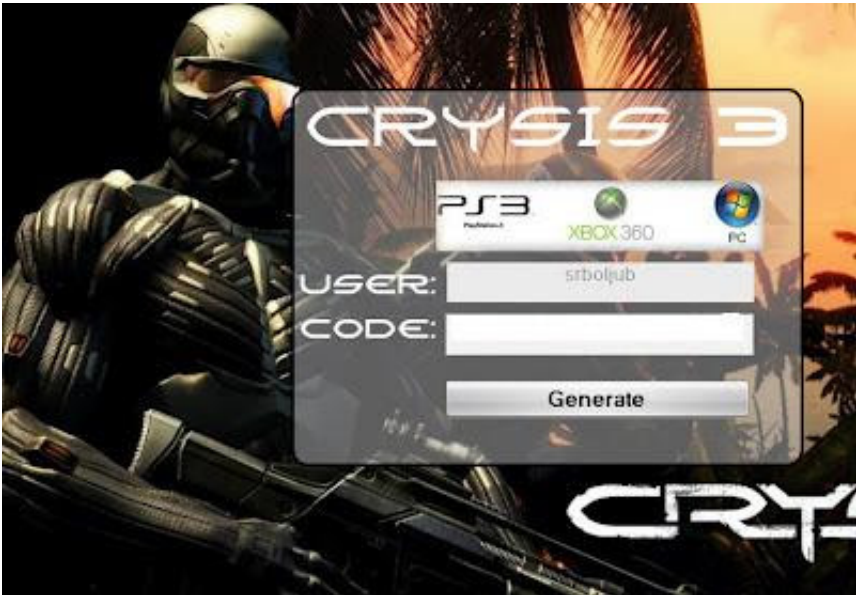 CRYSIS 3
PS3 XBOX 360 PC
USER: srboljub
CODE:
Generate
CRYS